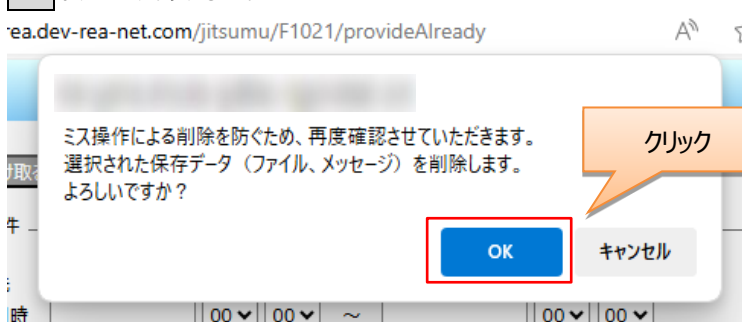 rea.dev-rea-net.com/jitsumu/F1021/provideAlready
ミス操作による削除を防ぐため、再度確認させていただきます。
選択された保存データ（ファイル、メッセージ）を削除します。
よろしいですか？
クリック
OK
キャンセル
取
件
時
00
00
～
00
00